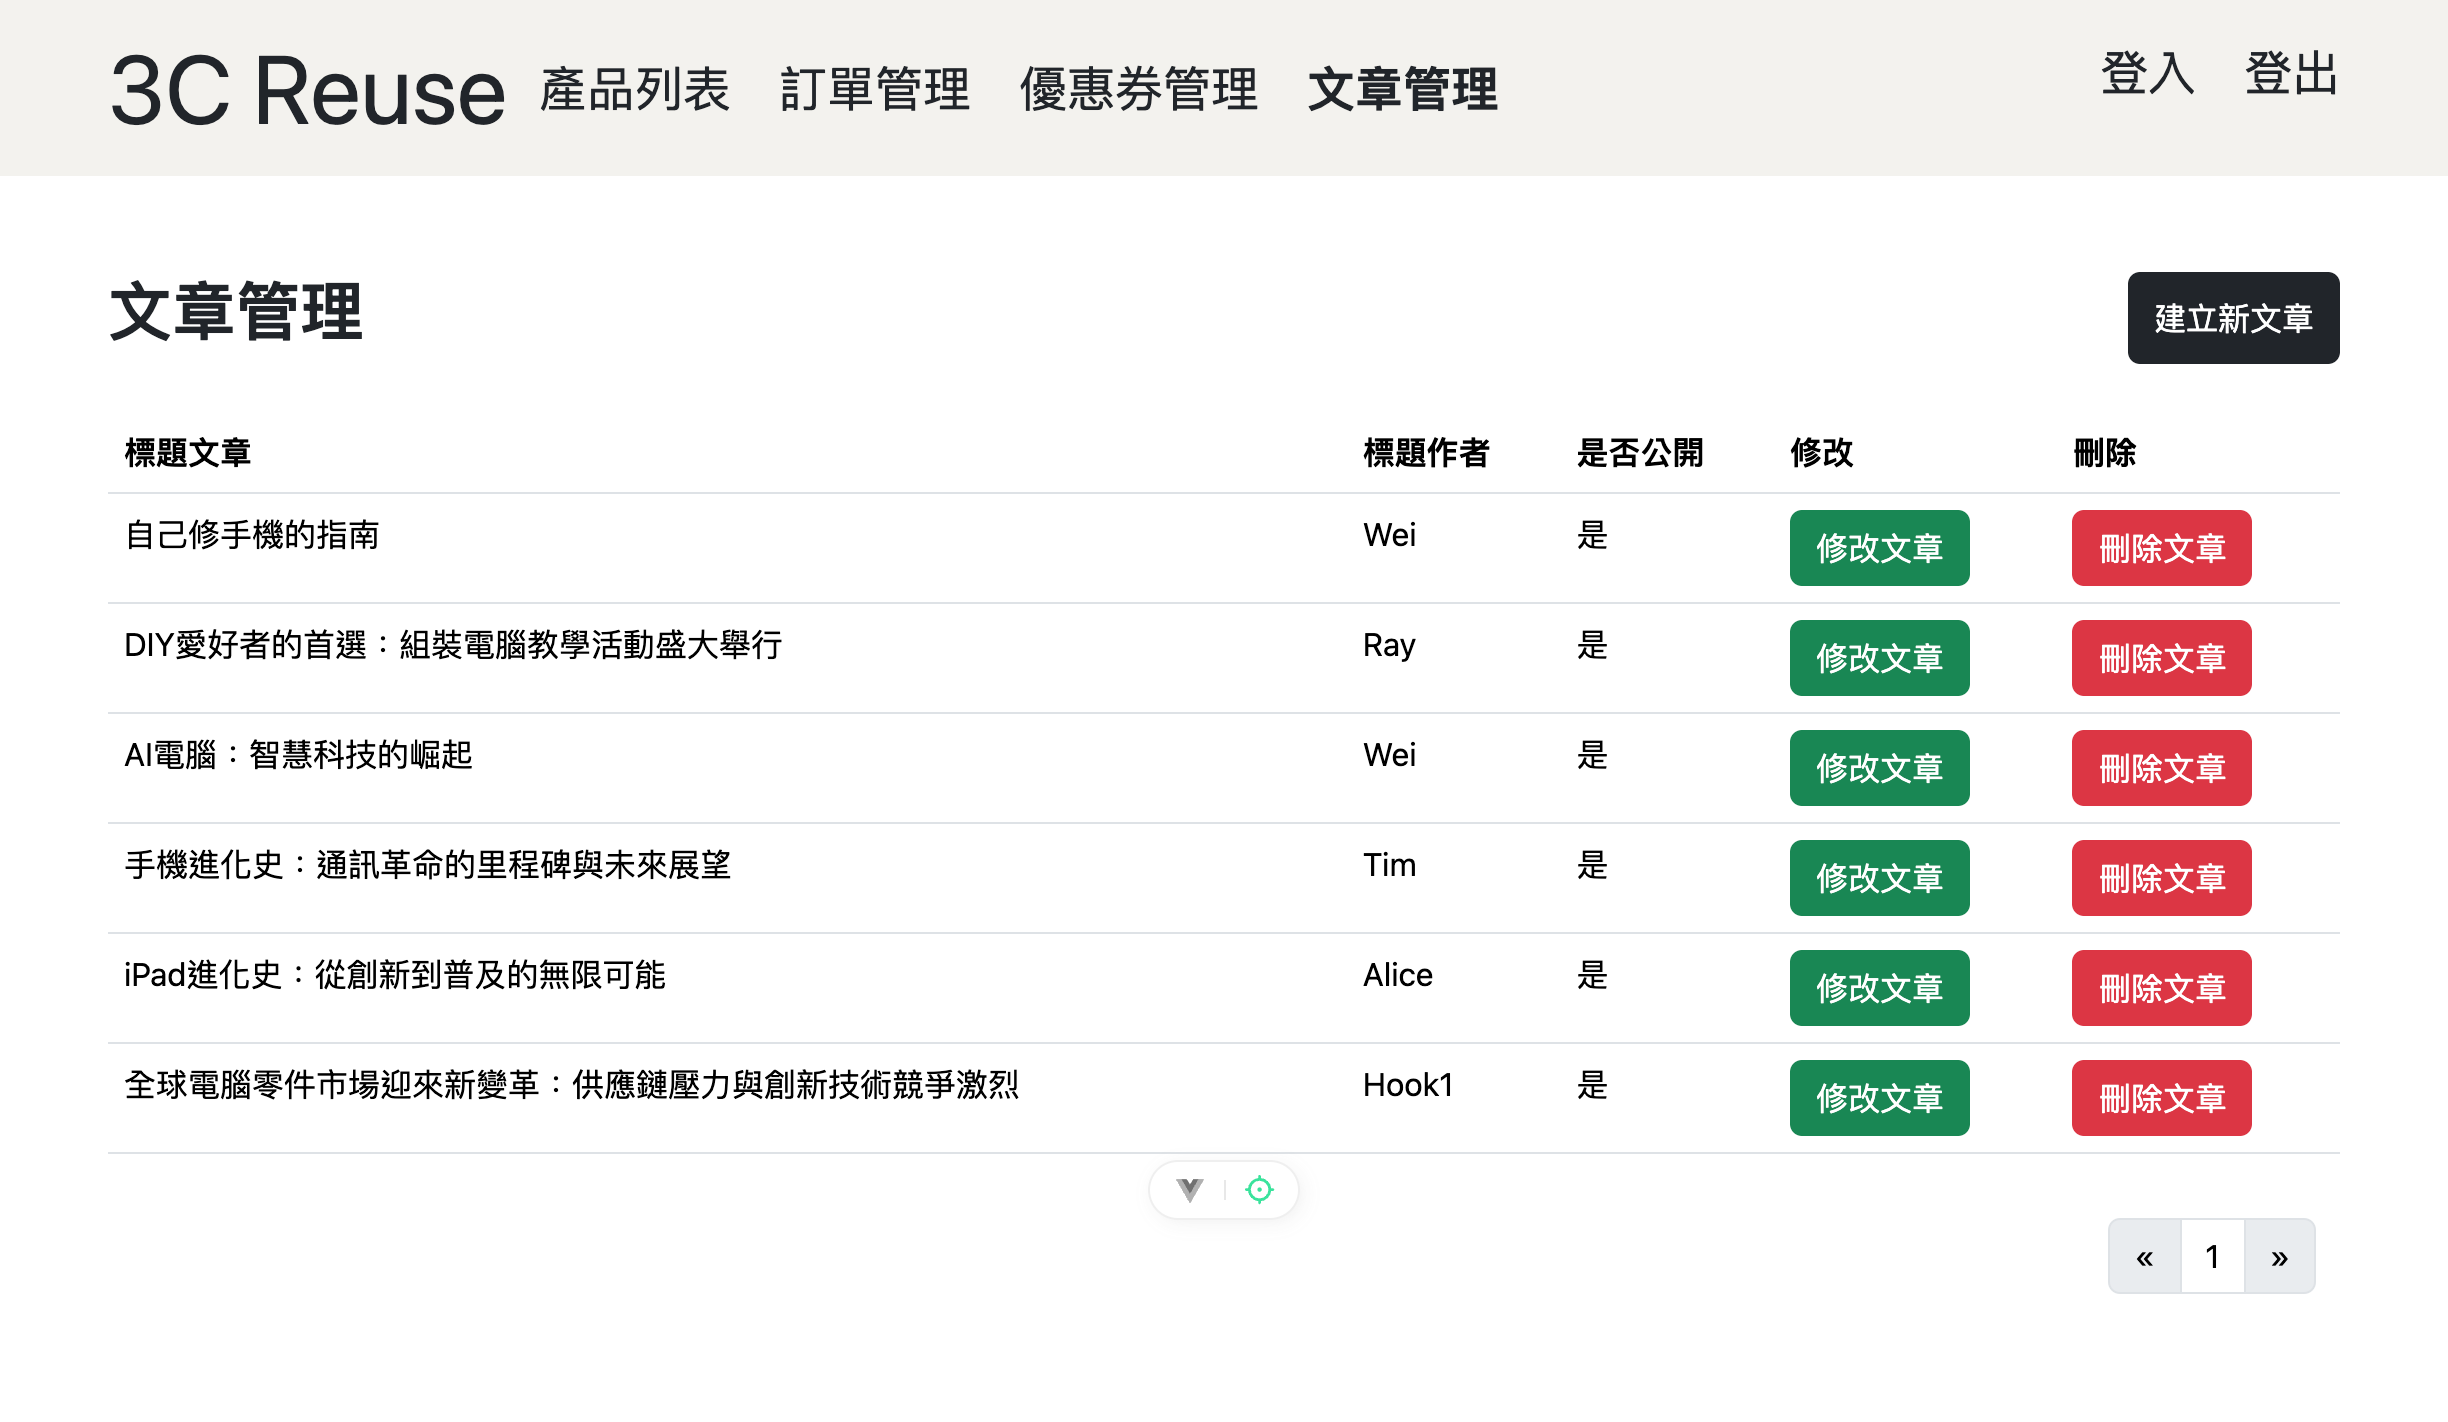 3C Reuse 產品列表 訂單管理 優惠券管理 文章管理 登入 登出
文章管理 建立新文章
標題文章 標題作者 是否公開 修改 刪除
自己修手機的指南 Wei 是 修改文章 刪除文章
DIY愛好者的首選：組裝電腦教學活動盛大舉行 Ray 是 修改文章 刪除文章
AI電腦：智慧科技的崛起 Wei 是 修改文章 刪除文章
手機進化史：通訊革命的里程碑與未來展望 Tim 是 修改文章 刪除文章
iPad進化史：從創新到普及的無限可能 Alice 是 修改文章 刪除文章
全球電腦零件市場迎來新變革：供應鏈壓力與創新技術競爭激烈 Hook1 是 修改文章 刪除文章
« 1 »